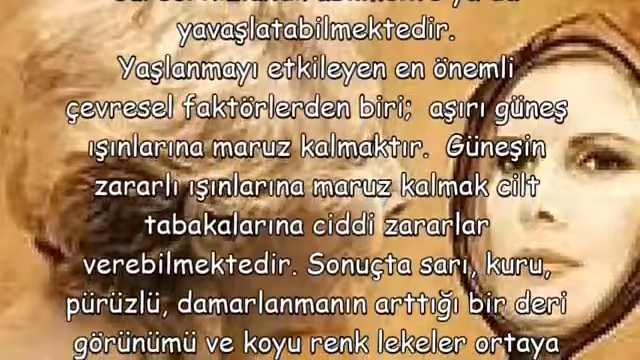 yavaşlatabilmektedir.
Yaşlanmayı etkileyen en önemli
çevresel faktörlerden biri; aşırı güneş
ışınlarına maruz kalmaktır. Güneşin
zararlı ışınlarına maruz kalmak cilt
tabakalarına ciddi zararlar
verebilmektedir. Sonuçta sarı, kuru,
pürüzlü, damarlanmanın arttığı bir deri
görünümü ve koyu renk lekeler ortaya